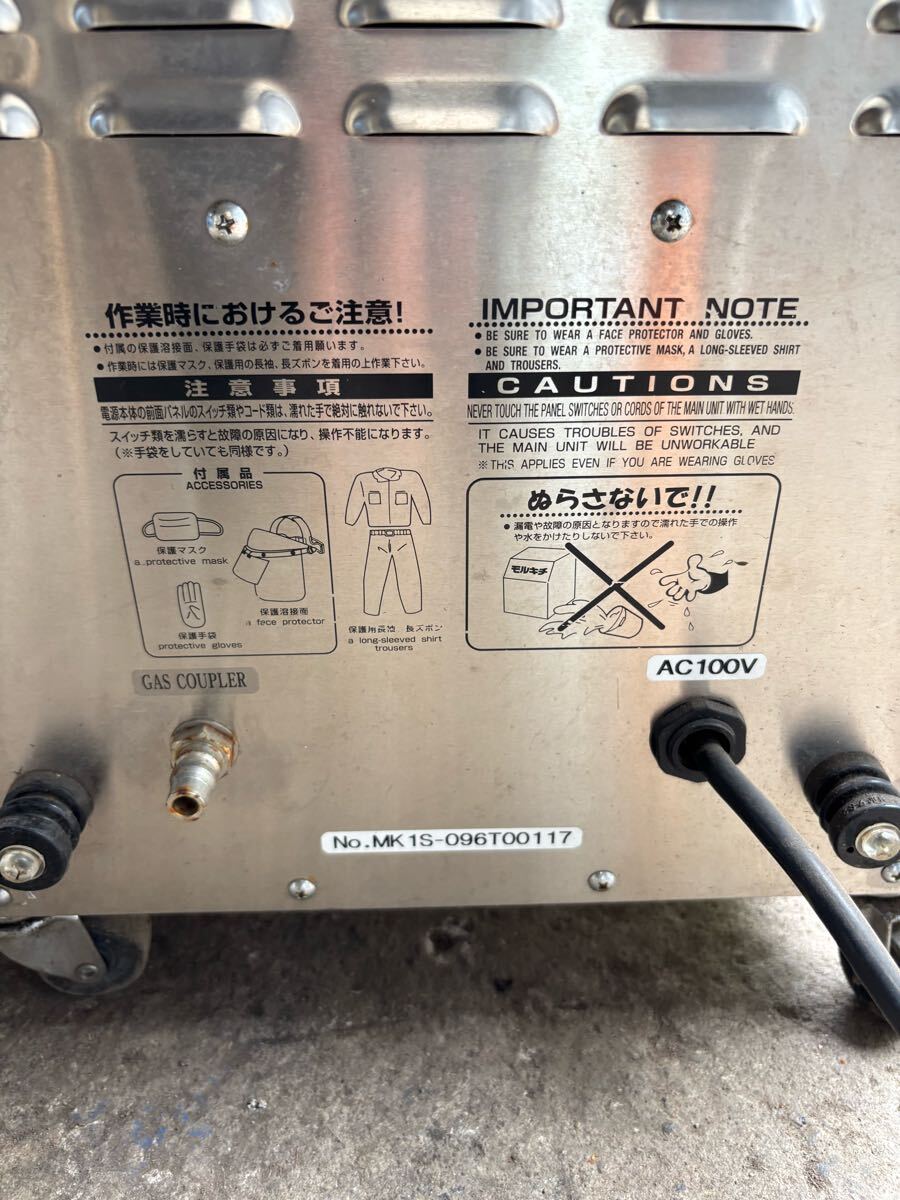 作業時におけるご注意!
●付属の保護溶接面、保護手袋は必ずご着用願います。
●作業時には保護マスク、保護用の長袖、長ズボンを着用の上作業下さい。
注意事項
電源本体の前面パネルのスイッチ類やコード類は、濡れた手で絶対に触れないで下さい。
スイッチ類を濡らすと故障の原因になり、操作不能になります。
(※手袋をしていても同様です。)
付属品
ACCESSORIES
保護マスク
a protective mask
保護手袋
protective gloves
保護溶接面
a fece protector
保護用長袖、長ズボン
a long-sleeved shirt
trousers
IMPORTANT NOTE
● BE SURE TO WEAR A FACE PROTECTOR AND GLOVES.
● BE SURE TO WEAR A PROTECTIVE MASK, A LONG-SLEEVED SHIRT
AND TROUSERS.
CAUTIONS
NEVER TOUCH THE PANEL SWITCHES OR CORDS OF THE MAIN UNIT WITH WET HANDS.
IT CAUSES TROUBLES OF SWITCHES, AND
THE MAIN UNIT WILL BE UNWORKABLE
※THIS APPLIES EVEN IF YOU ARE WEARING GLOVES
ぬらさないで!!
●漏電や故障の原因となりますので濡れた手での操作
や水をかけたりしないで下さい。
モルキチ
GAS COUPLER
AC100V
No.MK1S-096T00117